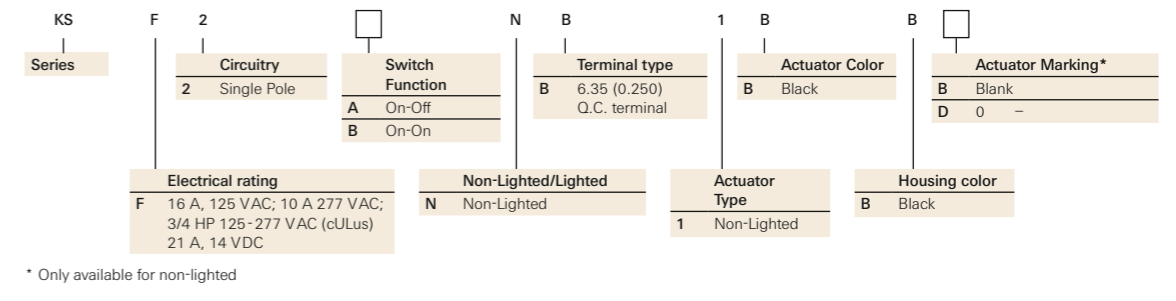 KS F 2 N B 1 B B
Series
Circuitry
2 Single Pole
Switch
Function
A On-Off
B On-On
Terminal type
B 6.35 (0.250)
Q.C. terminal
Actuator Color
B Black
Actuator Marking*
B Blank
D 0 –
Electrical rating
F 16 A, 125 VAC; 10 A 277 VAC;
3/4 HP 125-277 VAC (cULus)
21 A, 14 VDC
Non-Lighted/Lighted
N Non-Lighted
Actuator
Type
1 Non-Lighted
Housing color
B Black
* Only available for non-lighted